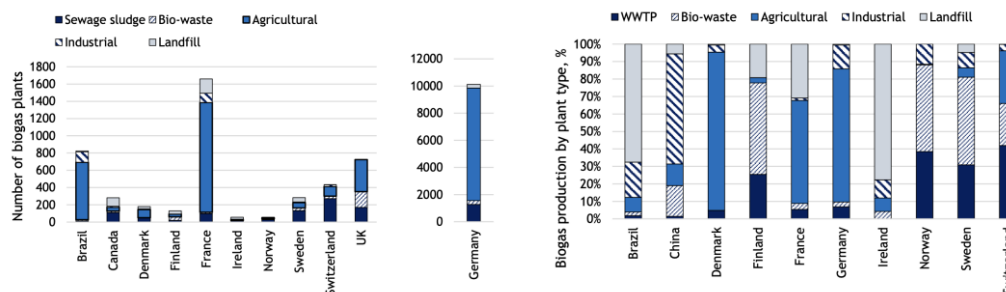 Sewage sludge Bio-waste Agricultural
Industrial Landfill
Number of biogas plants
1800
1600
1400
1200
1000
800
600
400
200
0
Brazil
Canada
Denmark
Finland
France
Ireland
Norway
Sweden
Switzerland
UK
12000
10000
8000
6000
4000
2000
0
Germany
WWTP Bio-waste Agricultural Industrial Landfill
Biogas production by plant type, %
100%
90%
80%
70%
60%
50%
40%
30%
20%
10%
0%
Brazil
China
Denmark
Finland
France
Germany
Ireland
Norway
Sweden